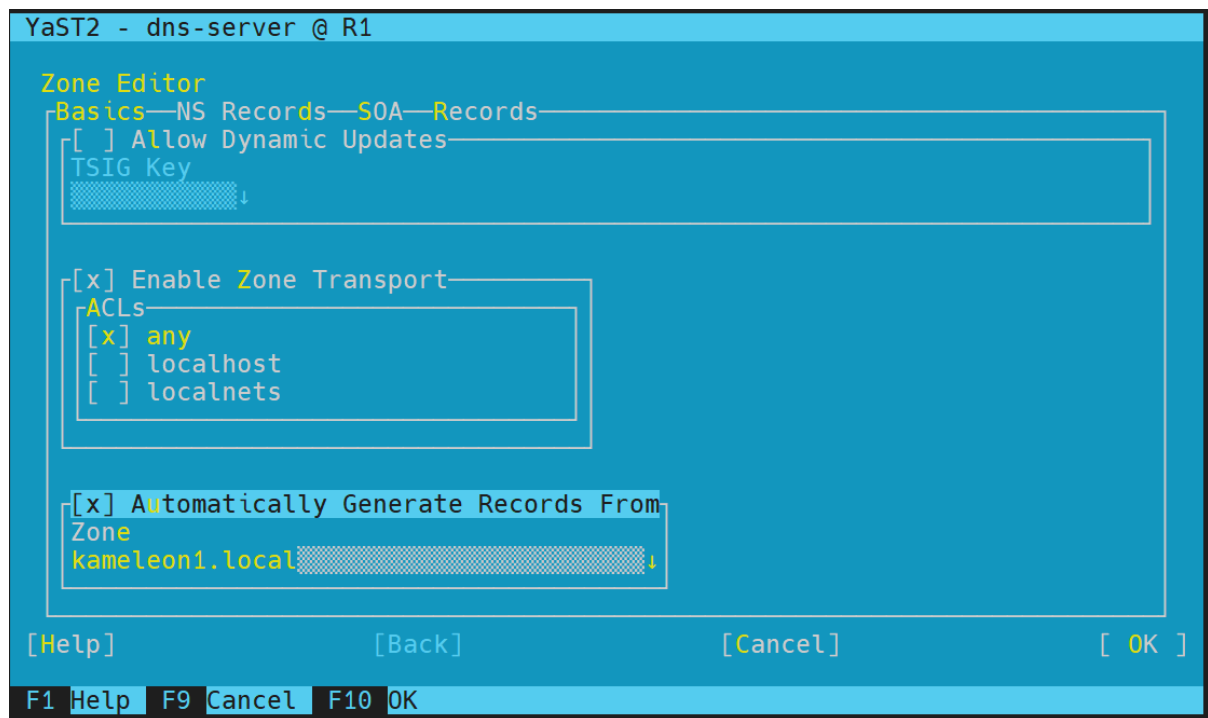 YaST2 - dns-server @ R1
Zone Editor
Basics NS Records SOA Records
[ ] Allow Dynamic Updates
TSIG Key
↓
[x] Enable Zone Transport
ACLs
[x] any
[ ] localhost
[ ] localnets
[x] Automatically Generate Records From
Zone
kameleon1.local ↓
[Help] [Back] [Cancel] [ OK ]
F1 Help F9 Cancel F10 OK